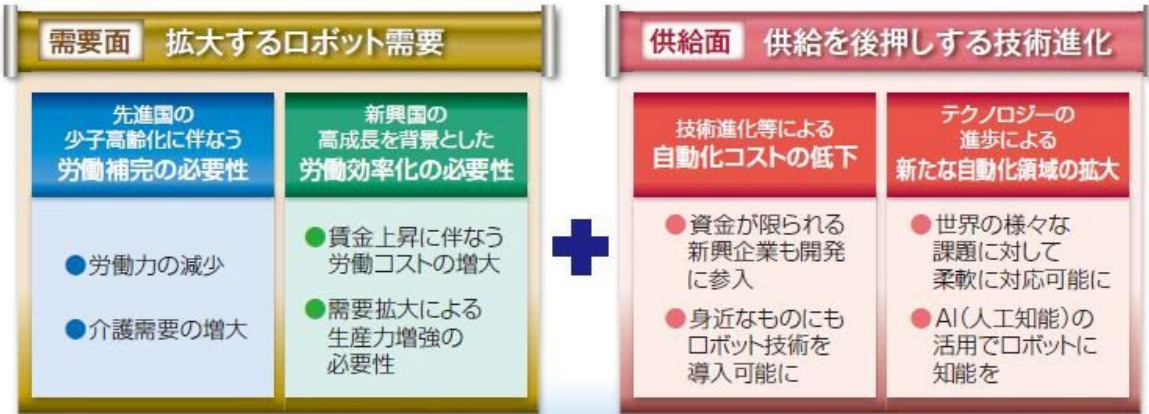 需要面 拡大するロボット需要
先進国の
少子高齢化に伴なう
労働補完の必要性
●労働力の減少
●介護需要の増大
新興国の
高成長を背景とした
労働効率化の必要性
●賃金上昇に伴なう
労働コストの増大
●需要拡大による
生産力増強の
必要性
供給面 供給を後押しする技術進化
技術進化等による
自動化コストの低下
●資金が限られる
新興企業も開発
に参入
●身近なものにも
ロボット技術を
導入可能に
テクノロジーの
進歩による
新たな自動化領域の拡大
●世界の様々な
課題に対して
柔軟に対応可能に
●AI(人工知能)の
活用でロボットに
知能を